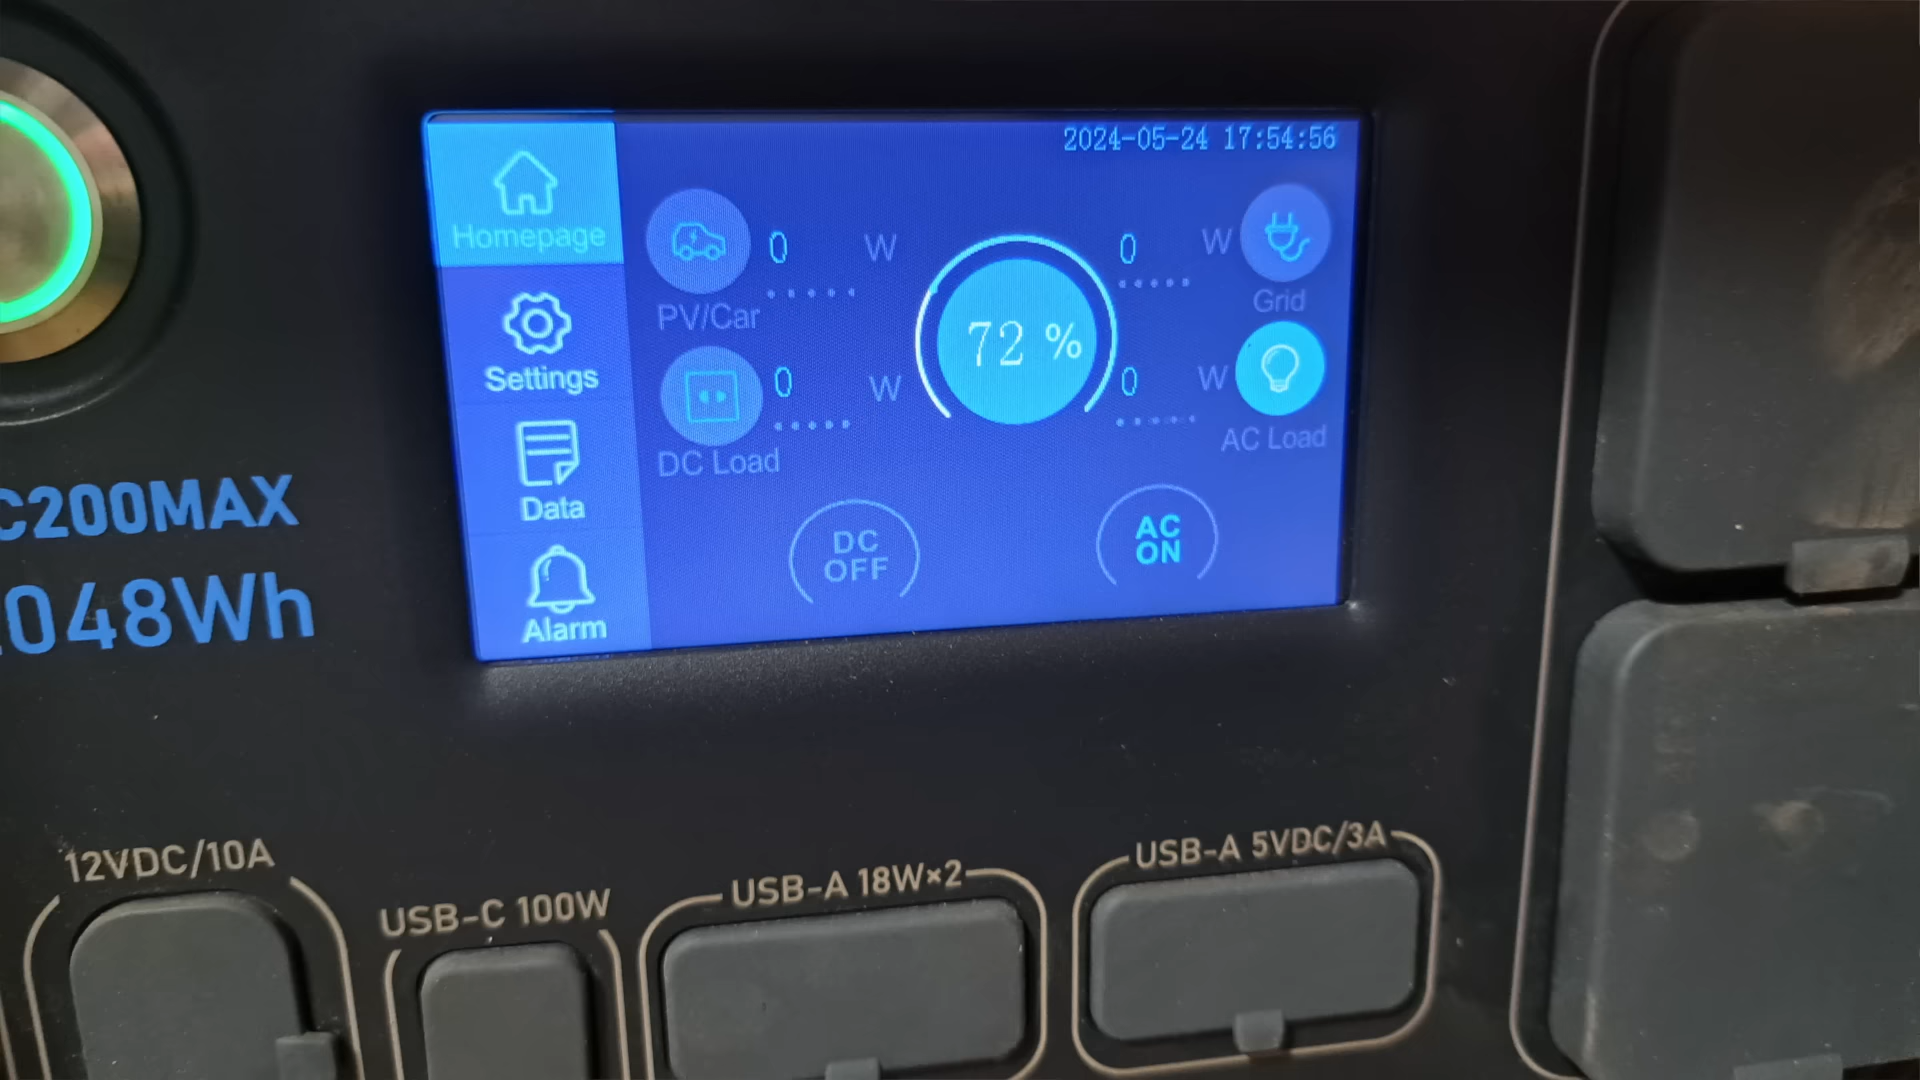 2024-05-24 17:54:56
Homepage
Settings
Data
Alarm
0 W
PV/Car
0 W
DC Load
72 %
0 W
Grid
0 W
AC Load
DC
OFF
AC
ON
C200MAX
048Wh
12VDC/10A
USB-C 100W
USB-A 18W×2
USB-A 5VDC/3A